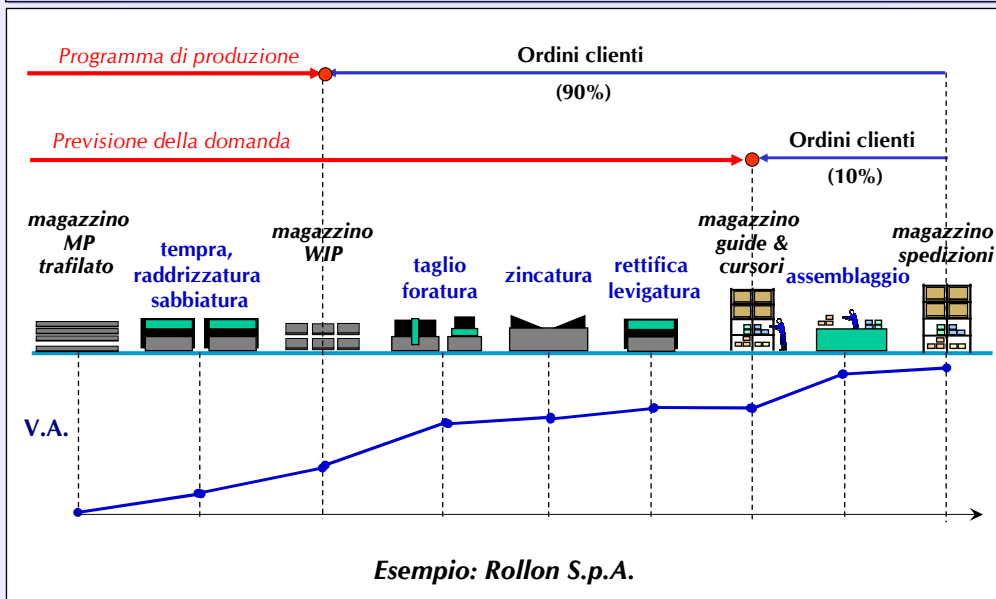 Programma di produzione
Ordini clienti
(90%)
Previsione della domanda
Ordini clienti
(10%)
magazzino
MP
trafilato
tempra,
raddrizzatura
sabbiatura
magazzino
WIP
taglio
foratura
zincatura
rettifica
levigatura
magazzino
guide &
cursori
assemblaggio
magazzino
spedizioni
V.A.
Esempio: Rollon S.p.A.